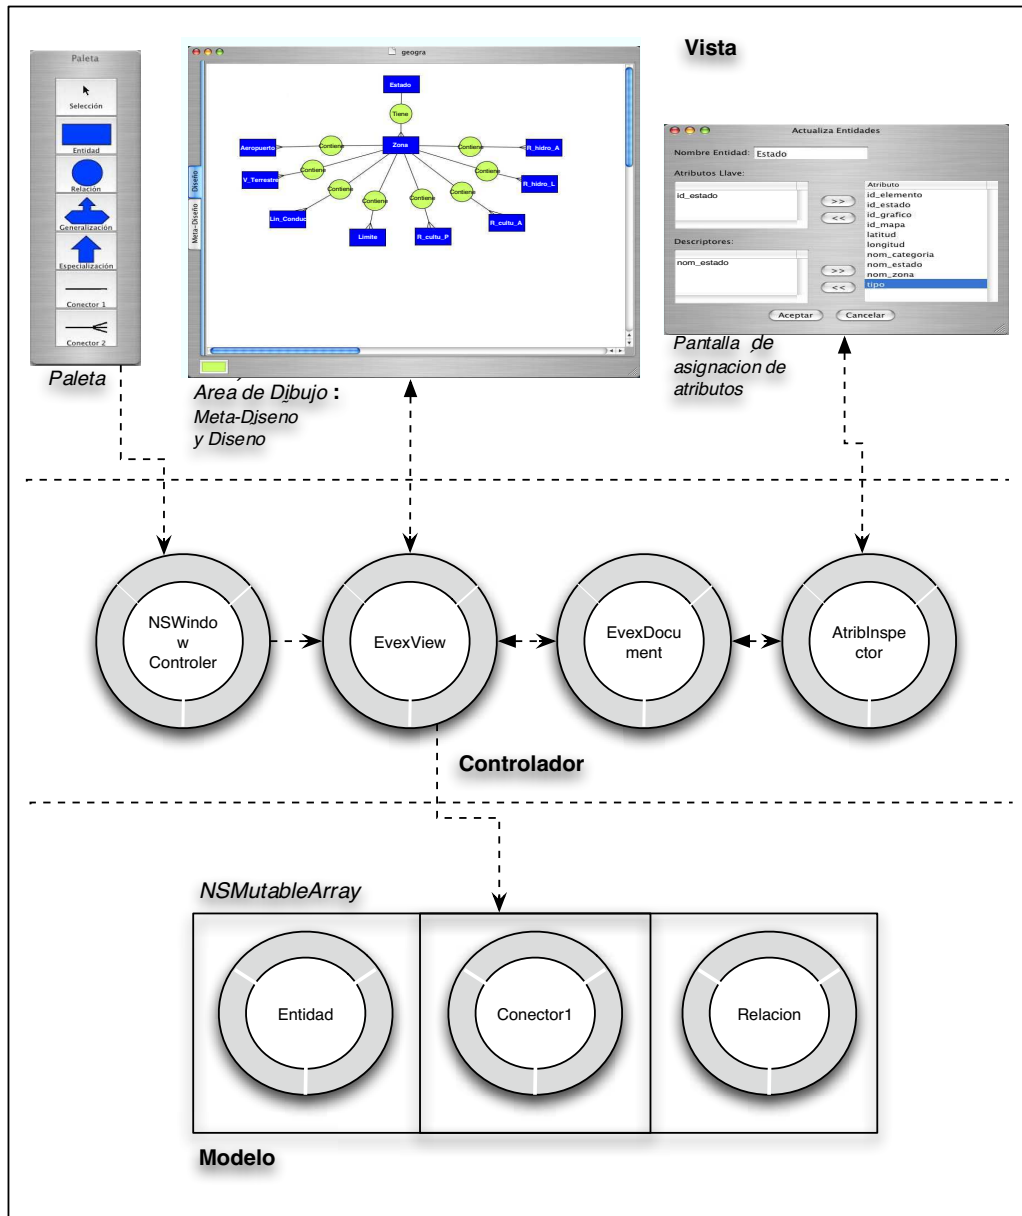 Vista
Paleta
Selección
Entidad
Relación
Generalización
Especialización
Conector 1
Conector 2
Paleta
geogra
Diseño
Meta-Diseño
Estado
Tiene
Zona
Aeropuerto
Contiene
Contiene
R_hidro_A
V_Terrestre
Contiene
Contiene
R_hidro_L
Lin_Conduc
Contiene
Contiene
R_cultu_A
Limite
Contiene
Contiene
R_cultu_P
Area de Dibujo :
Meta-Diseno
y Diseno
Actualiza Entidades
Nombre Entidad: Estado
Atributos Llave:
id_estado
>>
<<
Descriptores:
nom_estado
>>
<<
Atributo
id_elemento
id_estado
id_grafico
id_mapa
latitud
longitud
nom_categoria
nom_estado
nom_zona
tipo
Aceptar
Cancelar
Pantalla de
asignacion de
atributos
NSWindo
w
Controler
EvexView
EvexDocu
ment
AtribInspe
ctor
Controlador
NSMutableArray
Entidad
Conector1
Relacion
Modelo